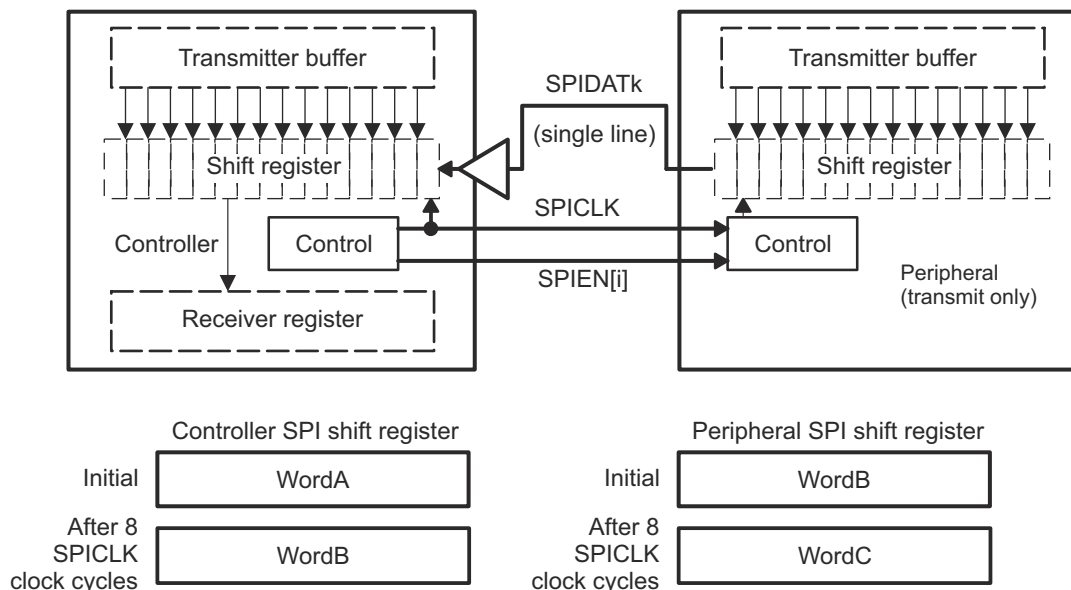 Transmitter buffer
Transmitter buffer
SPIDATk
(single line)
Shift register
Shift register
SPICLK
Controller
Control
Control
SPIEN[i]
Peripheral
(transmit only)
Receiver register
Controller SPI shift register
Peripheral SPI shift register
Initial
WordA
Initial
WordB
After 8
SPICLK
clock cycles
WordB
After 8
SPICLK
clock cycles
WordC